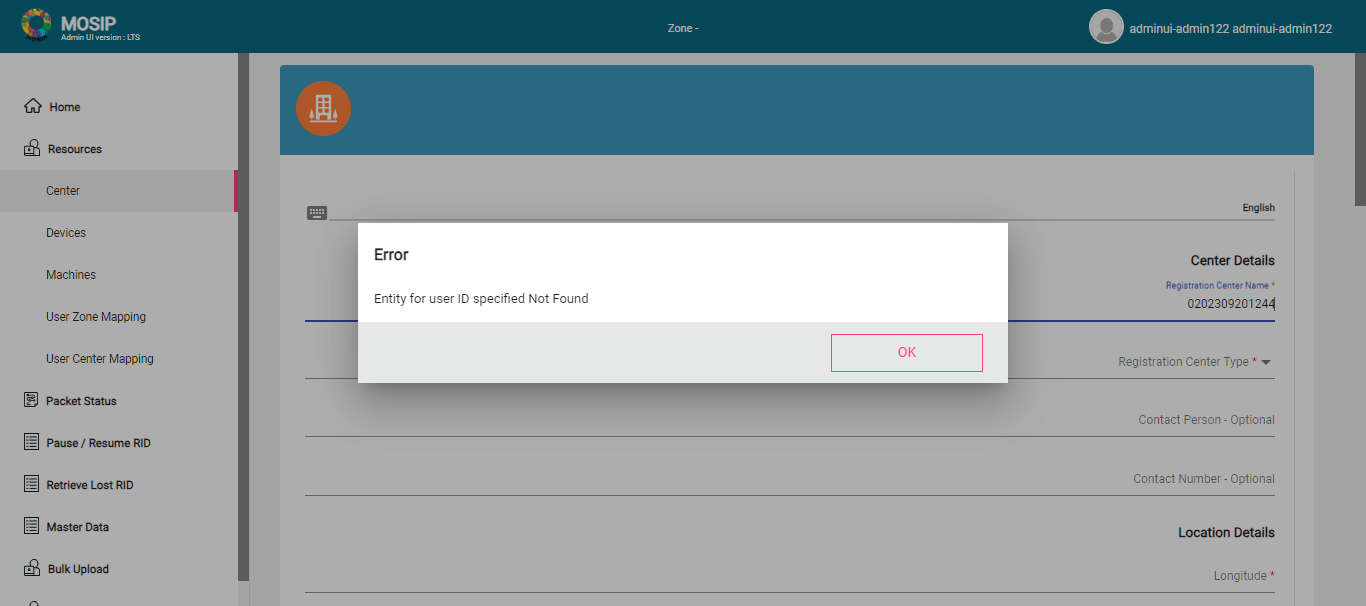 MOSIP
Admin UI version : LTS
Zone -
adminui-admin122 adminui-admin122
Home
Resources
Center
Devices
Machines
User Zone Mapping
User Center Mapping
Packet Status
Pause / Resume RID
Retrieve Lost RID
Master Data
Bulk Upload
English
Center Details
Registration Center Name *
0202309201244
Registration Center Type *
Contact Person - Optional
Contact Number - Optional
Location Details
Longitude *
Error
Entity for user ID specified Not Found
OK